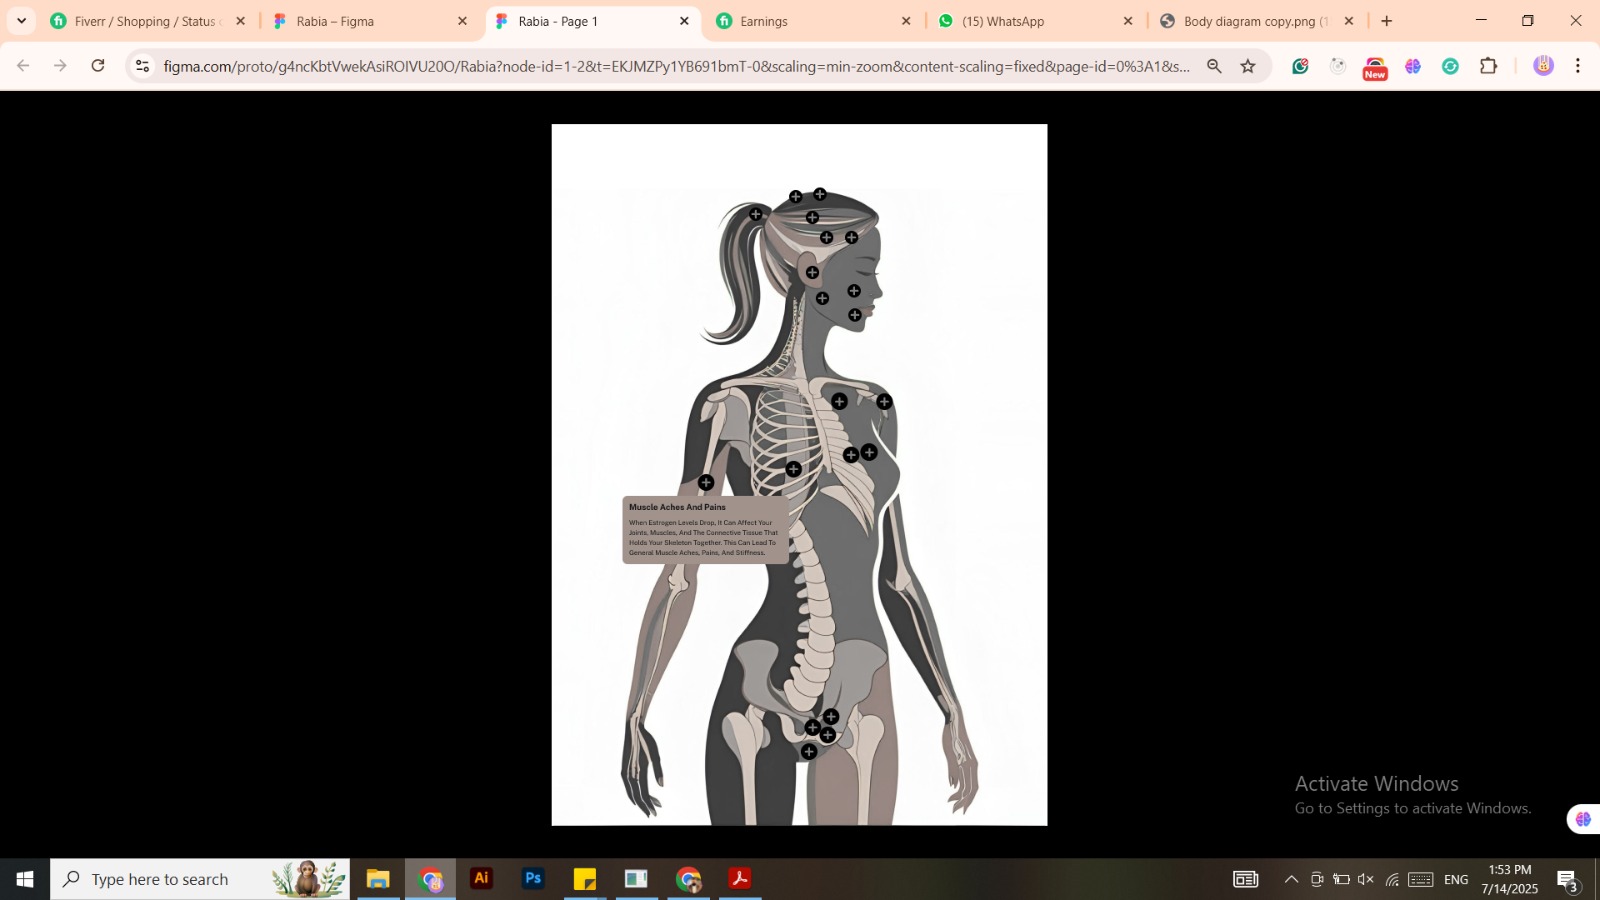 Fiverr / Shopping / Status
Rabia – Figma
Rabia - Page 1
Earnings
(15) WhatsApp
Body diagram copy.png (1
figma.com/proto/g4ncKbtVwekAsiROIVU20O/Rabia?node-id=1-2&t=EKJMZPy1YB691bmT-0&scaling=min-zoom&content-scaling=fixed&page-id=0%3A1&s...
New
Muscle Aches And Pains
When Estrogen Levels Drop, It Can Affect Your
Joints, Muscles, And The Connective Tissue That
Holds Your Skeleton Together. This Can Lead To
General Muscle Aches, Pains, And Stiffness.
Activate Windows
Go to Settings to activate Windows.
Type here to search
Ai
Ps
ENG
1:53 PM
7/14/2025
3